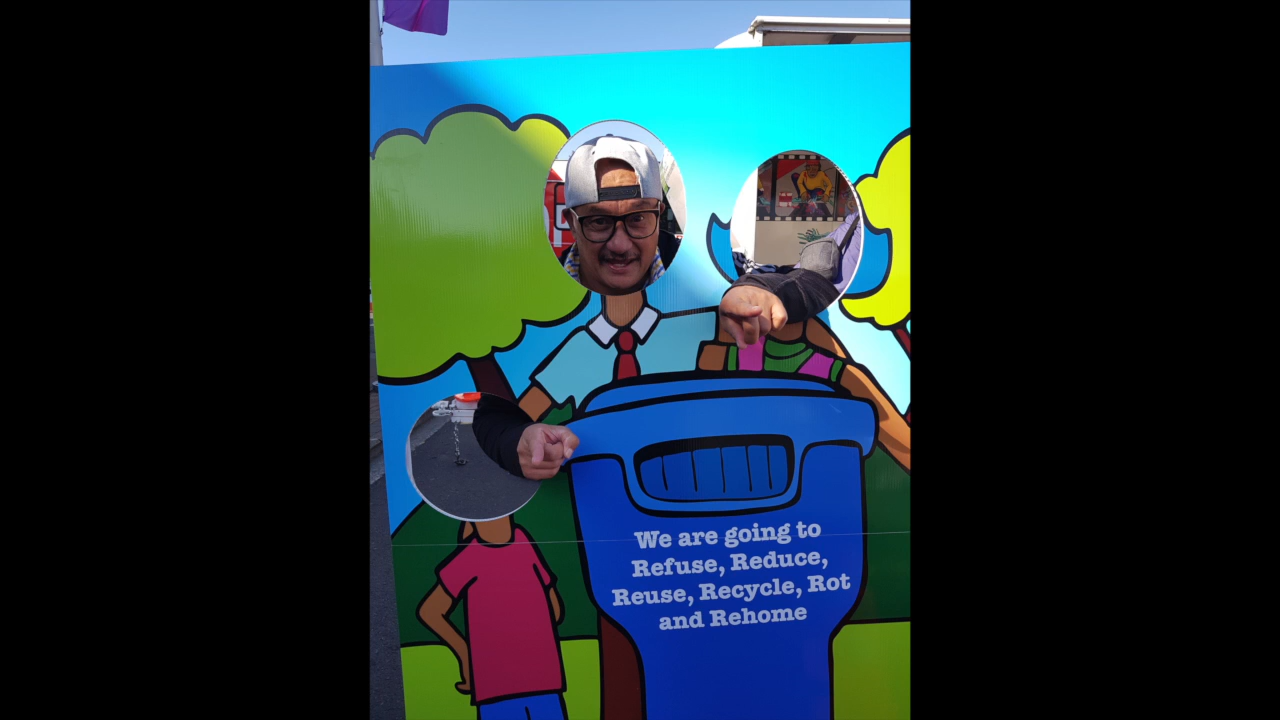 We are going to
Refuse, Reduce,
Reuse, Recycle, Rot
and Rehome